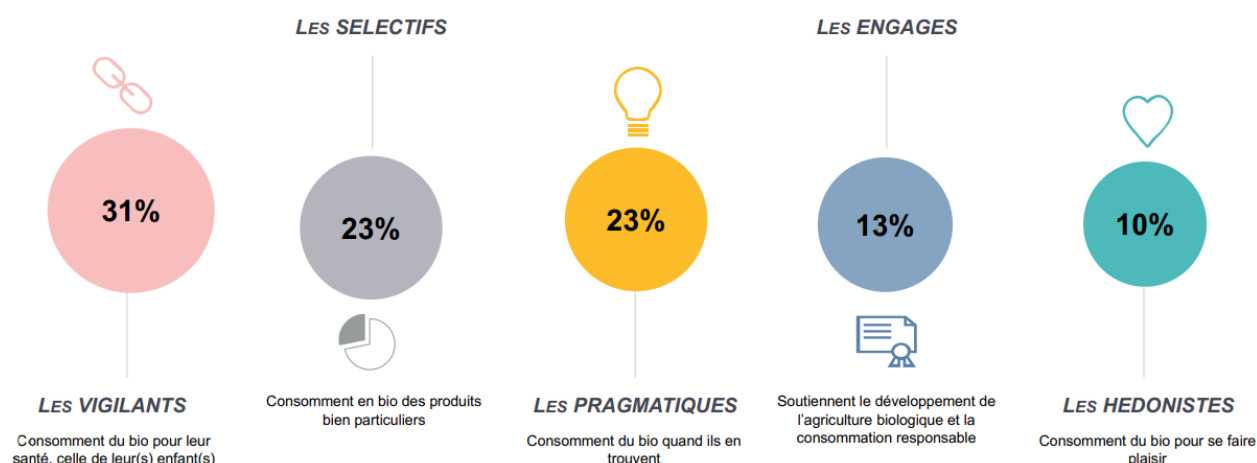 LES SELECTIFS
LES ENGAGES
31%
23%
23%
13%
10%
LES VIGILANTS
Consomment du bio pour leur
santé, celle de leur(s) enfant(s)
Consomment en bio des produits
bien particuliers
LES PRAGMATIQUES
Consomment du bio quand ils en
trouvent
Soutiennent le développement de
l'agriculture biologique et la
consommation responsable
LES HEDONISTES
Consomment du bio pour se faire
plaisir